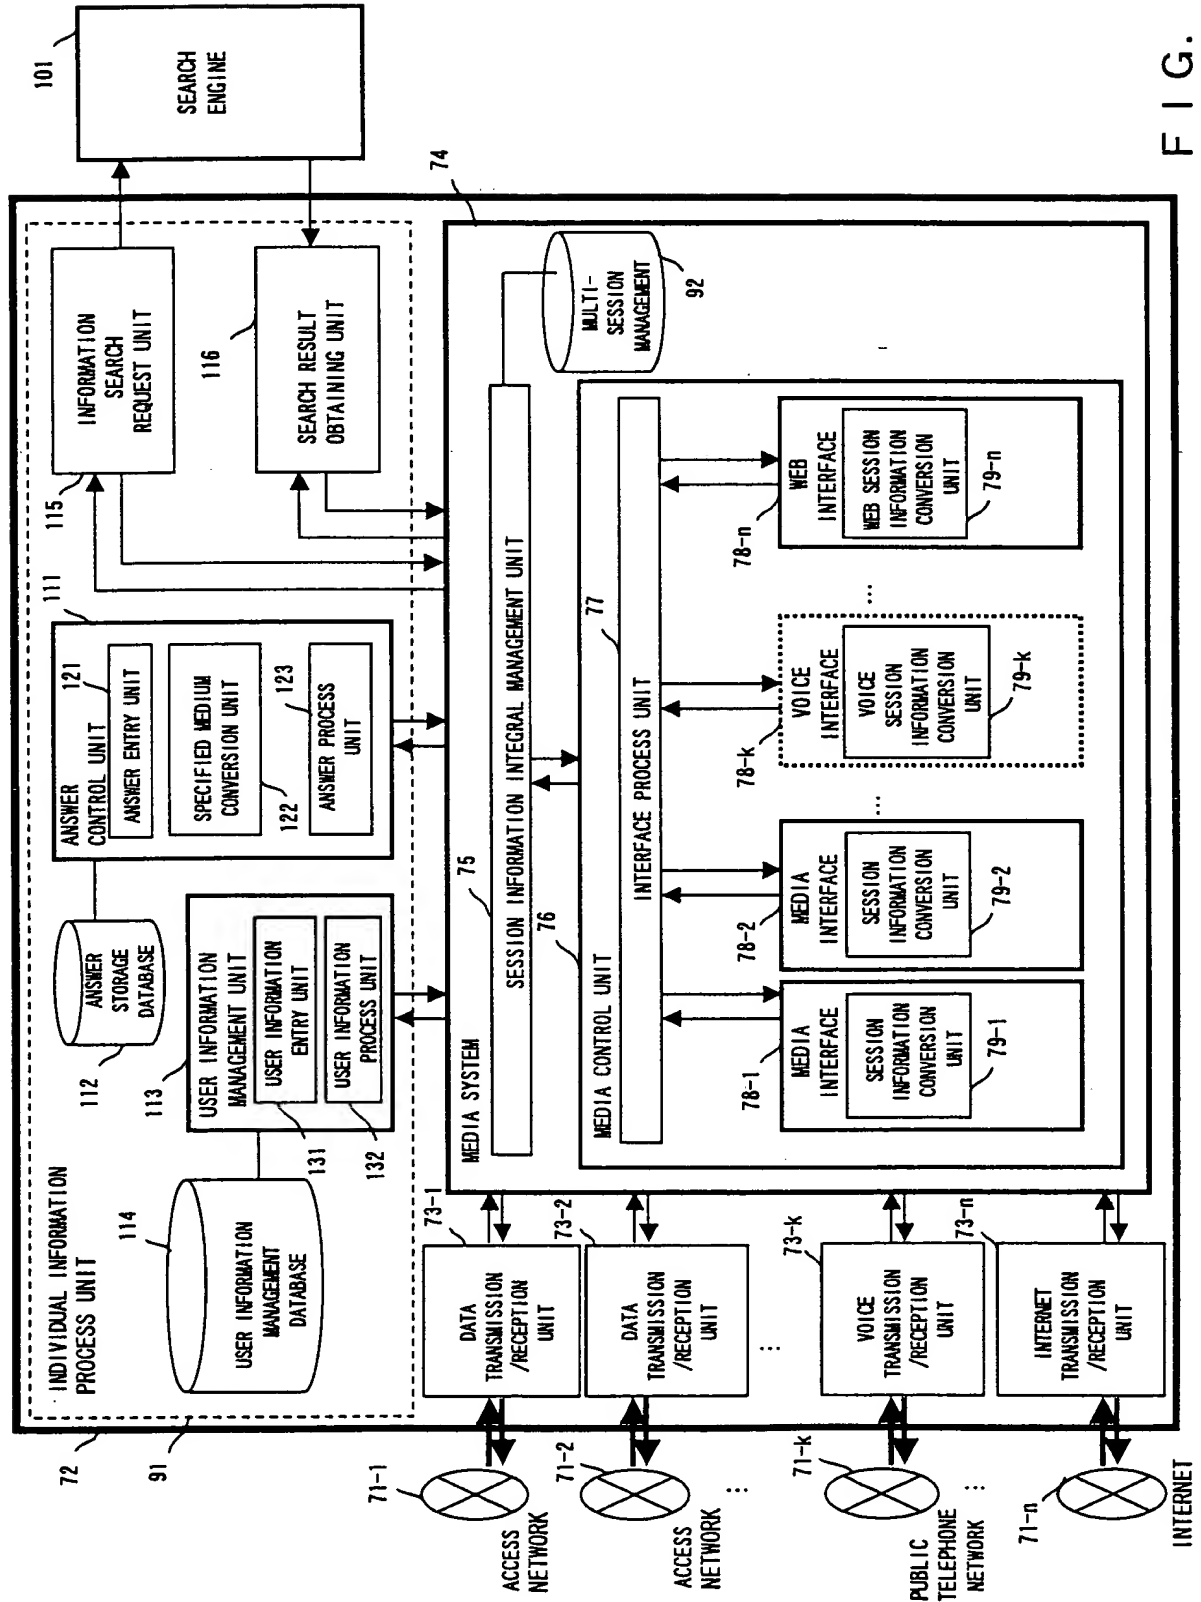 72
91
INDIVIDUAL INFORMATION
PROCESS UNIT
114
USER INFORMATION
MANAGEMENT
DATABASE
112
ANSWER
STORAGE
DATABASE
113
USER INFORMATION
MANAGEMENT UNIT
USER INFORMATION
ENTRY UNIT
USER INFORMATION
PROCESS UNIT
131
132
111
ANSWER
CONTROL UNIT
121
ANSWER ENTRY UNIT
SPECIFIED MEDIUM
CONVERSION UNIT
122
123
ANSWER PROCESS
UNIT
115
INFORMATION
SEARCH
REQUEST UNIT
116
SEARCH RESULT
OBTAINING UNIT
101
SEARCH
ENGINE
74
MEDIA SYSTEM
75
SESSION INFORMATION INTEGRAL MANAGEMENT UNIT
MULTI-
SESSION
MANAGEMENT
92
76
MEDIA CONTROL UNIT
77
INTERFACE PROCESS UNIT
78-1
MEDIA
INTERFACE
SESSION
INFORMATION
CONVERSION
UNIT
79-1
78-2
MEDIA
INTERFACE
SESSION
INFORMATION
CONVERSION
UNIT
79-2
...
78-k
VOICE
INTERFACE
VOICE
SESSION
INFORMATION
CONVERSION
UNIT
79-k
...
78-n
WEB
INTERFACE
WEB SESSION
INFORMATION
CONVERSION
UNIT
79-n
73-1
DATA
TRANSMISSION
/RECEPTION
UNIT
73-2
DATA
TRANSMISSION
/RECEPTION
UNIT
...
73-k
VOICE
TRANSMISSION
/RECEPTION
UNIT
73-n
INTERNET
TRANSMISSION
/RECEPTION
UNIT
71-1
ACCESS
NETWORK
71-2
ACCESS
NETWORK
...
71-k
PUBLIC
TELEPHONE
NETWORK
...
71-n
INTERNET
FIG.